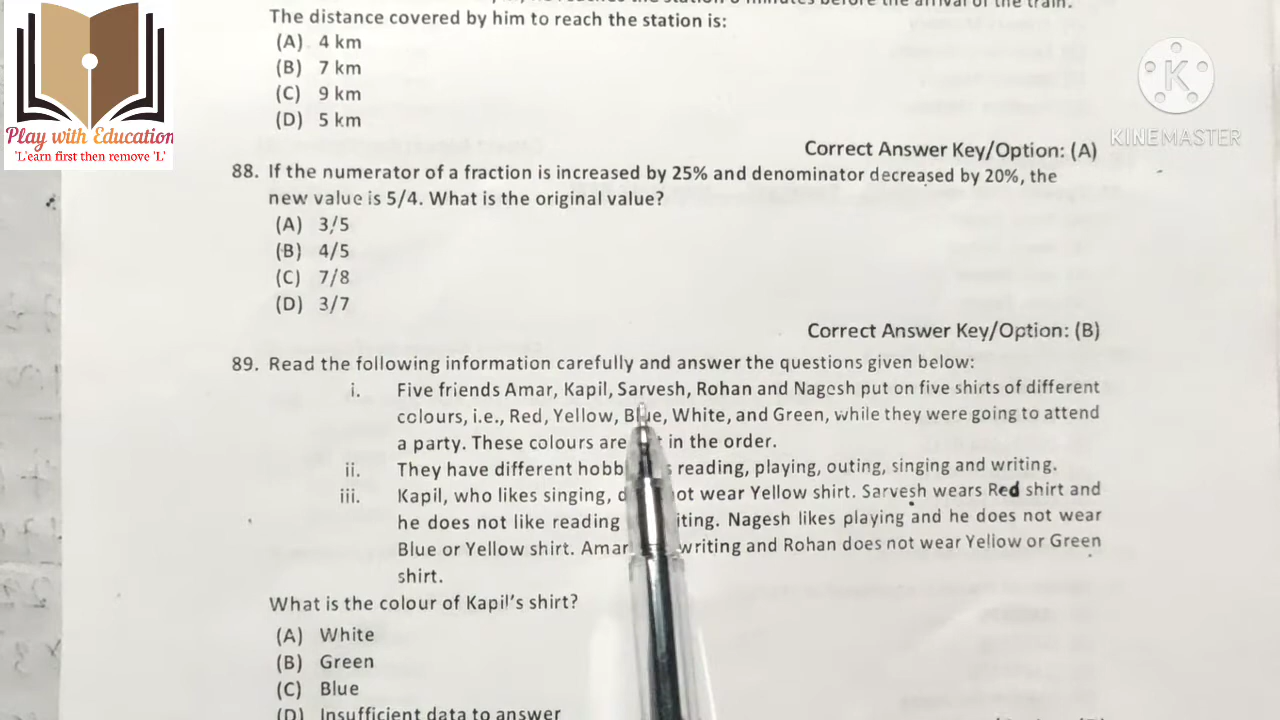 minutes before the arrival of the train.
The distance covered by him to reach the station is:
(A) 4 km
(B) 7 km
(C) 9 km
(D) 5 km
Correct Answer Key/Option: (A)
88. If the numerator of a fraction is increased by 25% and denominator decreased by 20%, the
new value is 5/4. What is the original value?
(A) 3/5
(B) 4/5
(C) 7/8
(D) 3/7
Correct Answer Key/Option: (B)
89. Read the following information carefully and answer the questions given below:
i. Five friends Amar, Kapil, Sarvesh, Rohan and Nagesh put on five shirts of different
colours, i.e., Red, Yellow, Blue, White, and Green, while they were going to attend
a party. These colours are in the order.
ii. They have different reading, playing, outing, singing and writing.
iii. Kapil, who likes singing, not wear Yellow shirt. Sarvesh wears Red shirt and
he does not like reading Nagesh likes playing and he does not wear
Blue or Yellow shirt. Amar writing and Rohan does not wear Yellow or Green
shirt.
What is the colour of Kapil's shirt?
(A) White
(B) Green
(C) Blue
(D) Insufficient data to answer
Play with Education
'L'earn first then remove 'L'
K
KINEMASTER